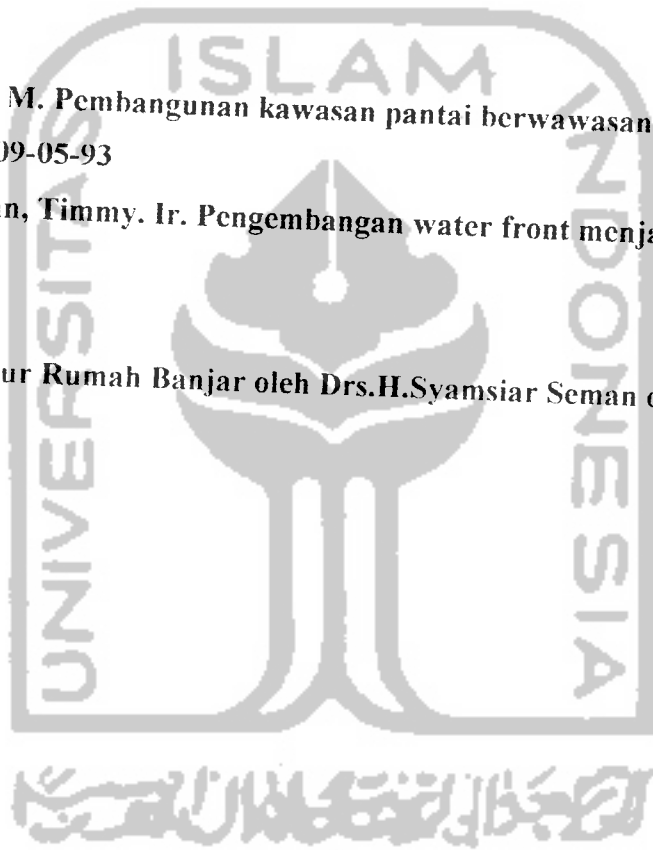 ISLAM
UNIVERSITAS
INDONESIA
M. Pembangunan kawasan pantai berwawasan
09-05-93
n, Timmy. Ir. Pengembangan water front menja
ur Rumah Banjar oleh Drs.H.Syamsiar Seman